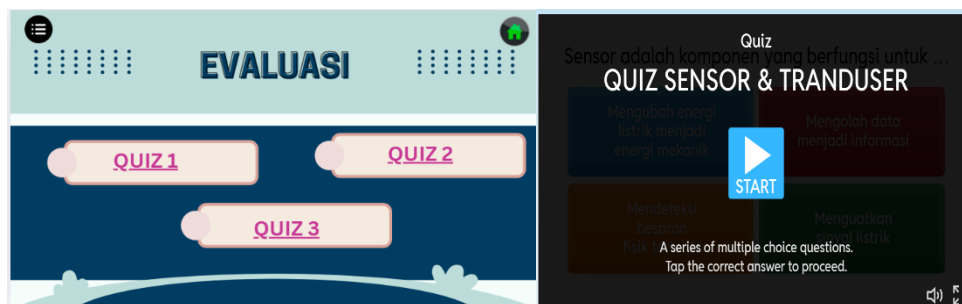 EVALUASI
QUIZ 1
QUIZ 2
QUIZ 3
Quiz
Sensor adalah komponen yang berfungsi untuk ...
QUIZ SENSOR & TRANDUSER
Mengubah energi
listrik menjadi
energi mekanik
Mengolah data
menjadi informasi
START
Mendeteksi
besaran
fisik
Menguatkan
sinyal listrik
A series of multiple choice questions.
Tap the correct answer to proceed.